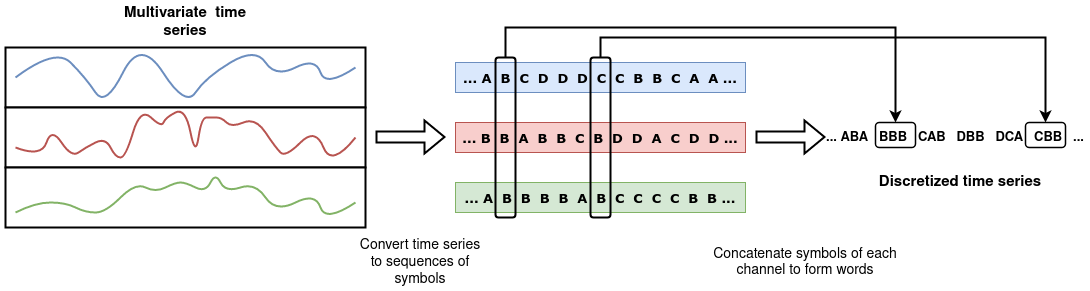 Multivariate time
series
... A B C D D D C C B B C A A ...
... B B A B B C B D D A C D D ...
... A B B B B A B C C C C B B ...
... ABA BBB CAB DBB DCA CBB ...
Discretized time series
Convert time series
to sequences of
symbols
Concatenate symbols of each
channel to form words